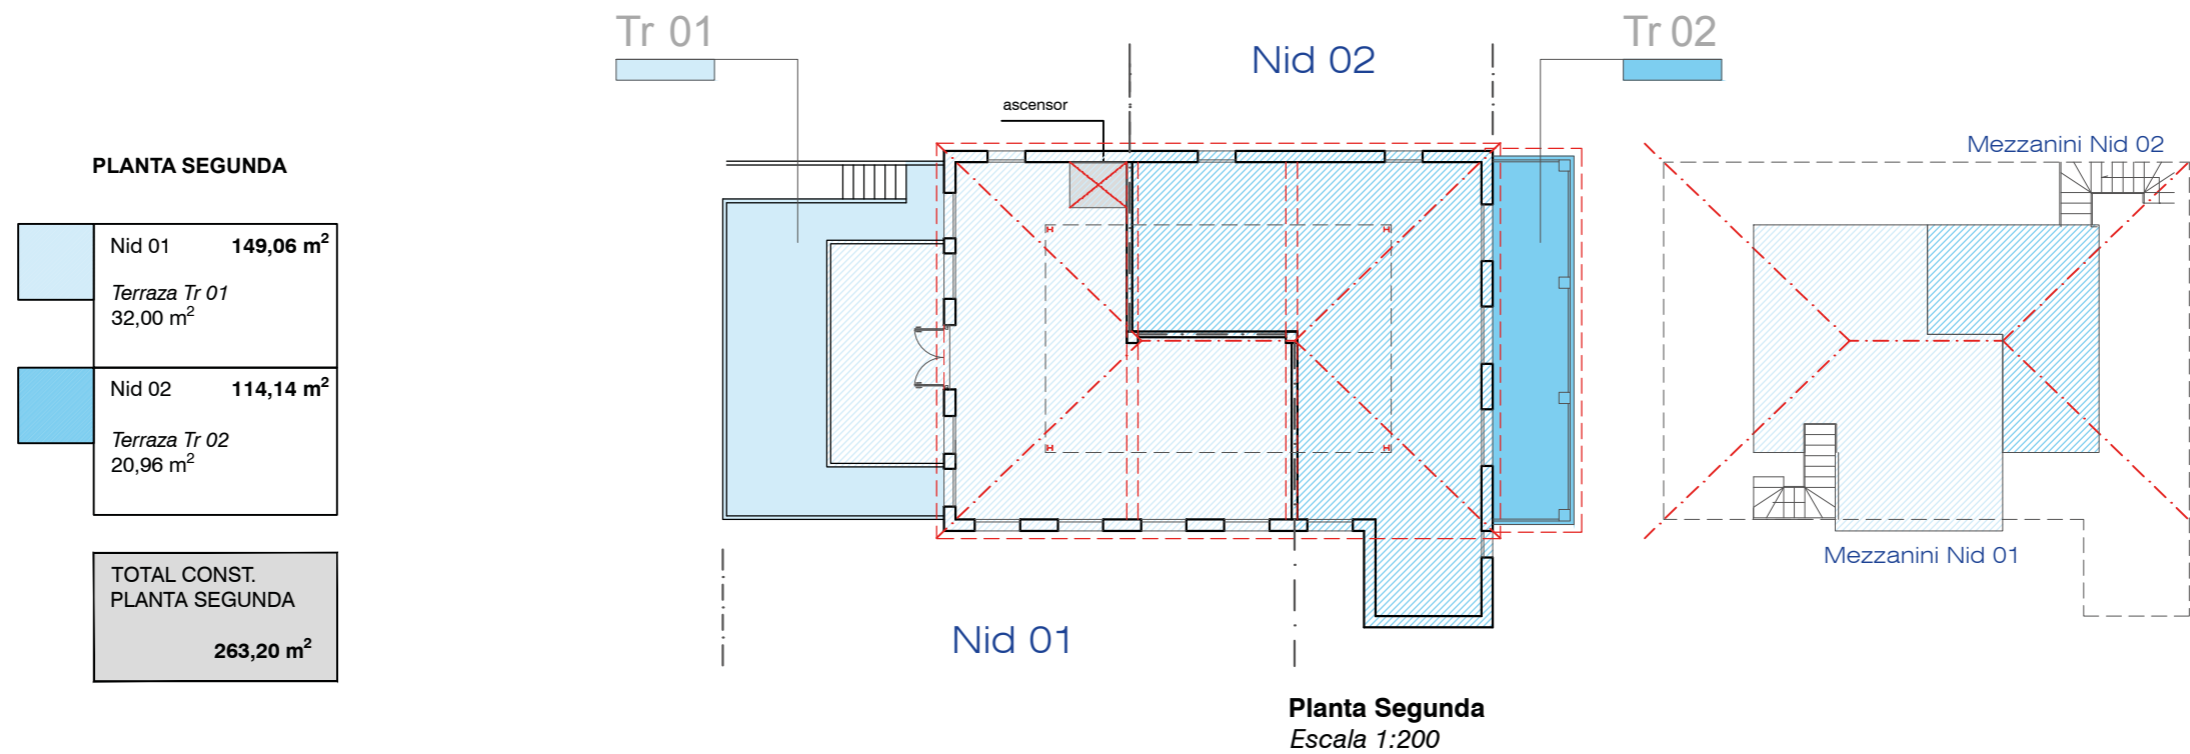 PLANTA SEGUNDA
Nid 01 149,06 m²
Terraza Tr 01
32,00 m²
Nid 02 114,14 m²
Terraza Tr 02
20,96 m²
TOTAL CONST.
PLANTA SEGUNDA
263,20 m²
Tr 01
Nid 02
Tr 02
ascensor
Mezzanini Nid 02
Mezzanini Nid 01
Nid 01
Planta Segunda
Escala 1:200